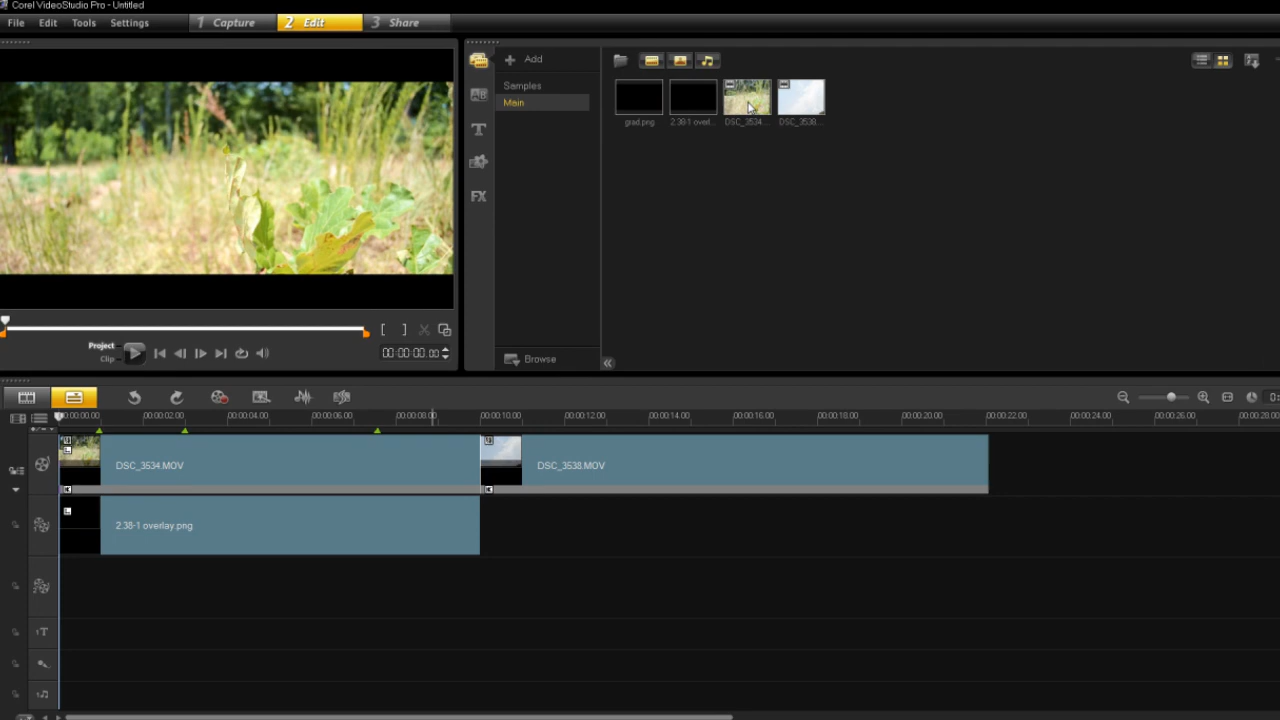 Corel VideoStudio Pro - Untitled
File Edit Tools Settings 1 Capture 2 Edit 3 Share
Add
Samples
Main
grad.png 2.38-1 overl... DSC_3534... DSC_3538...
Project
Clip
00:00:00.00
Browse
00:00:00.00 00:00:02.00 00:00:04.00 00:00:06.00 00:00:08.00 00:00:10.00 00:00:12.00 00:00:14.00 00:00:16.00 00:00:18.00 00:00:20.00 00:00:22.00 00:00:24.00 00:00:26.00 00:00:28.00
DSC_3534.MOV DSC_3538.MOV
2.38-1 overlay.png